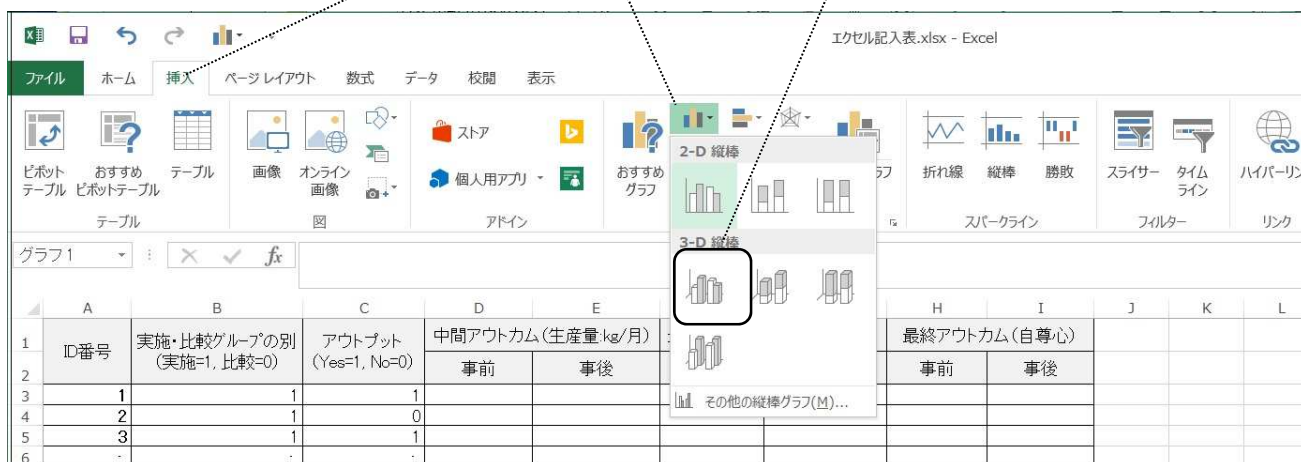 エクセル記入表.xlsx - Excel
ファイル ホーム 挿入 ページ レイアウト 数式 データ 校閲 表示
ピボット
テーブル
おすすめ
ピボットテーブル
テーブル
画像
オンライン
画像
ストア
個人用アプリ
おすすめ
グラフ
折れ線
縦棒
勝敗
スライサー
タイム
ライン
テーブル
図
アドイン
スパークライン
フィルター
リンク
2-D 縦棒
3-D 縦棒
その他の縦棒グラフ(M)...
グラフ 1
fx
A B C D E H I J K L
1 ID番号 実施・比較グループの別 アウトプット 中間アウトカム(生産量:kg/月) 最終アウトカム(自尊心)
(実施=1, 比較=0) (Yes=1, No=0)
2 事前 事後 事前 事後
3 1 1 1
4 2 1 0
5 3 1 1
6 . . .